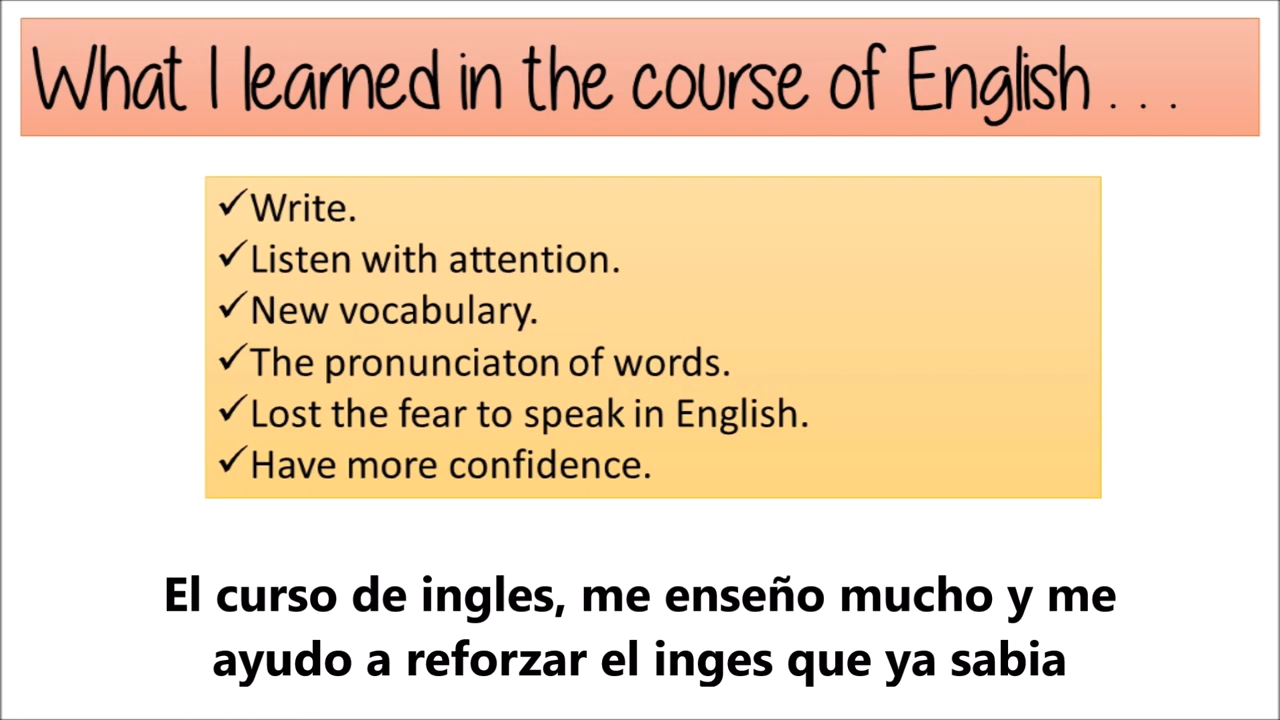 What I learned in the course of English . . .
✓Write.
✓Listen with attention.
✓New vocabulary.
✓The pronunciaton of words.
✓Lost the fear to speak in English.
✓Have more confidence.
El curso de ingles, me enseño mucho y me
ayudo a reforzar el inges que ya sabia